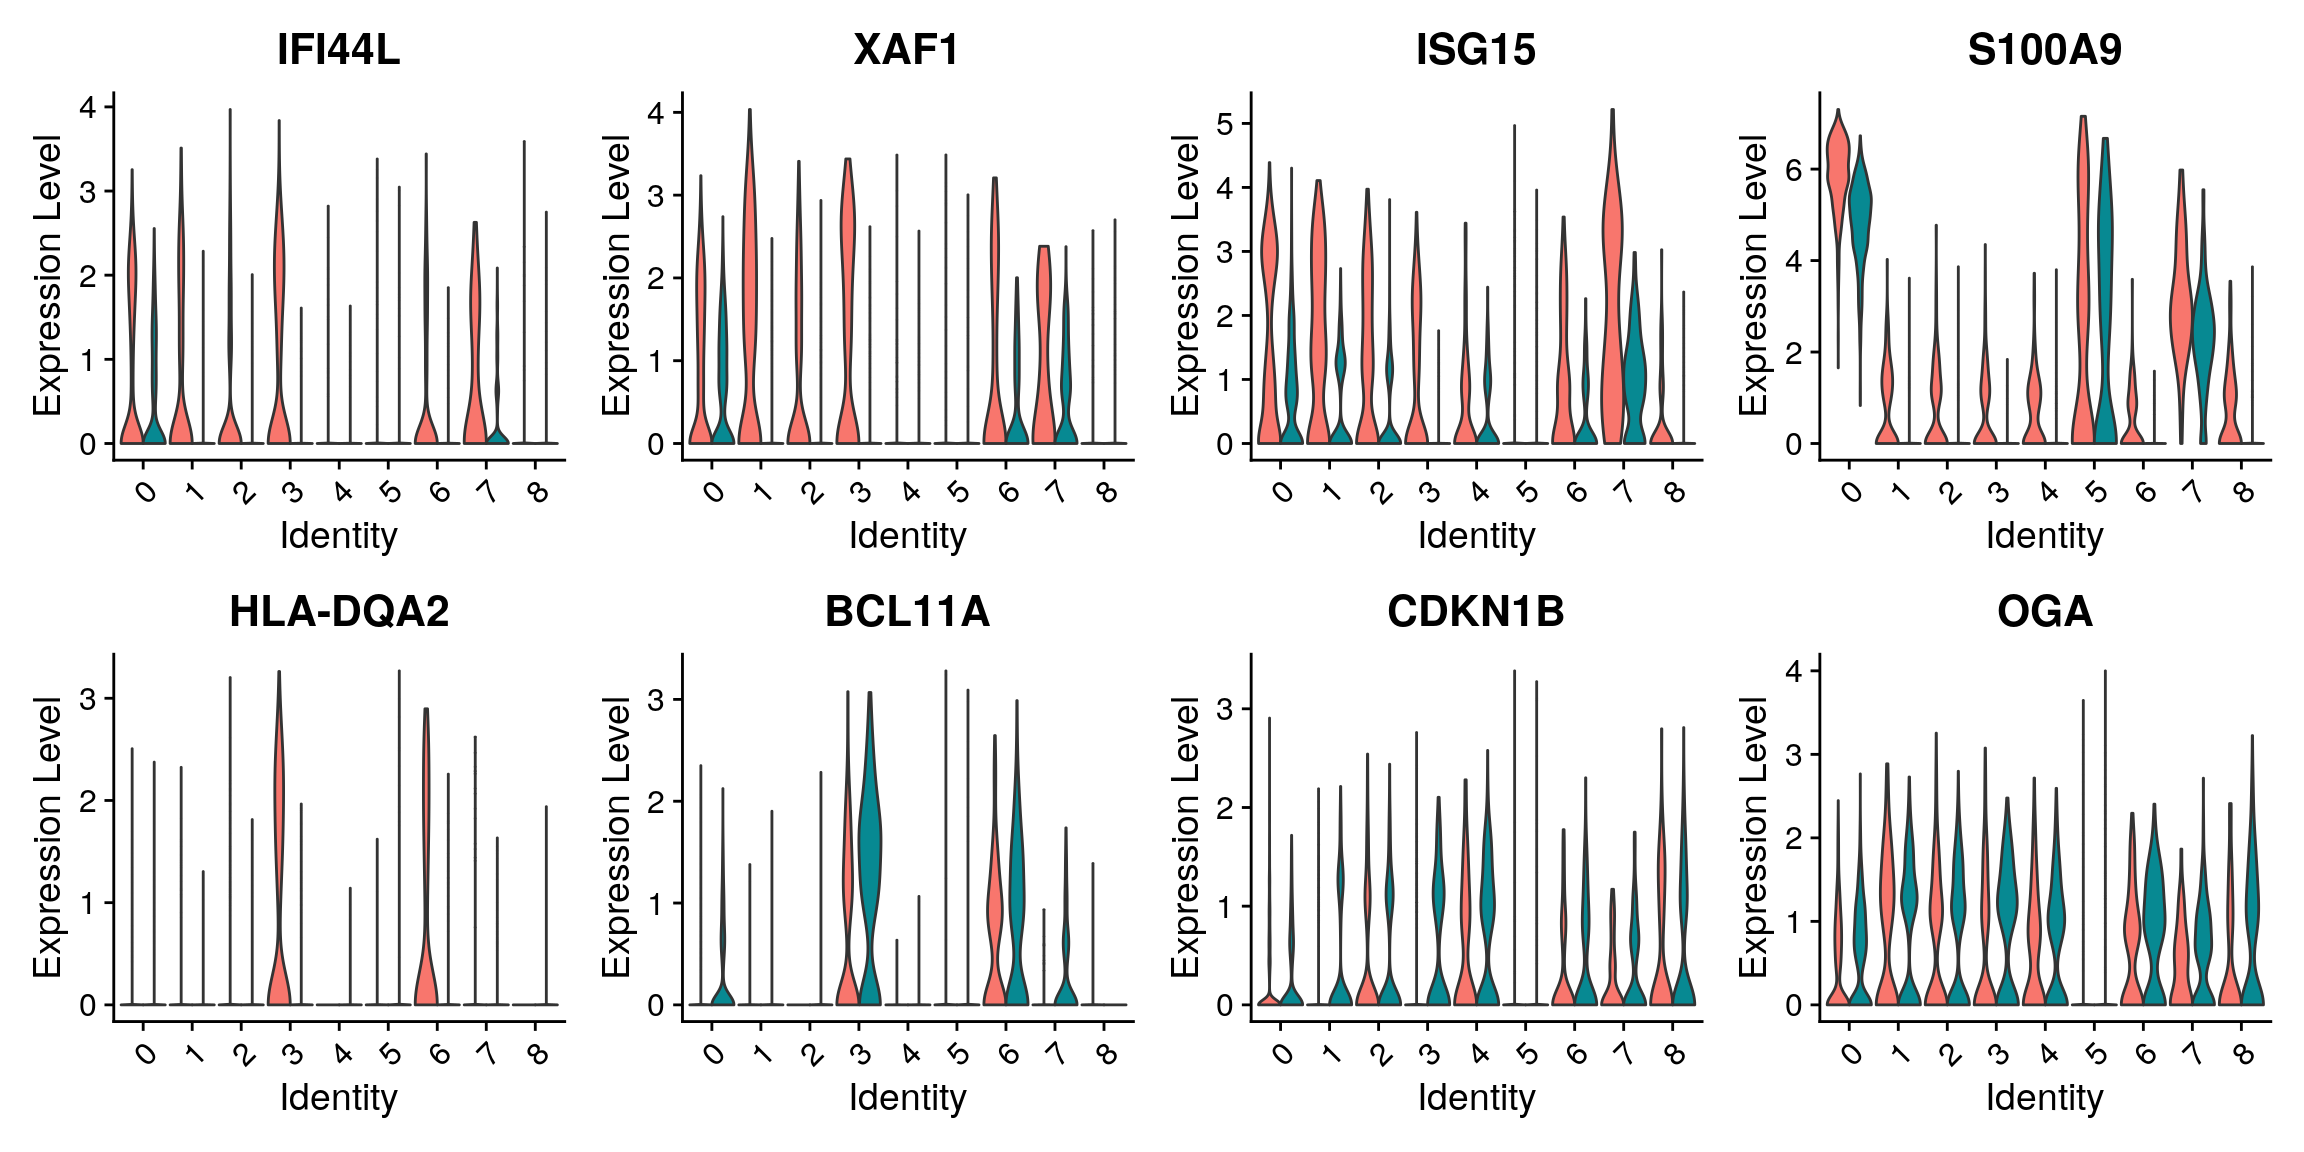 IFI44L XAF1 ISG15 S100A9
Expression Level Expression Level Expression Level Expression Level
4 3 2 1 0
4 3 2 1 0
5 4 3 2 1 0
6 4 2 0
0 1 2 3 4 5 6 7 8
0 1 2 3 4 5 6 7 8
0 1 2 3 4 5 6 7 8
0 1 2 3 4 5 6 7 8
Identity Identity Identity Identity
HLA-DQA2 BCL11A CDKN1B OGA
Expression Level Expression Level Expression Level Expression Level
3 2 1 0
3 2 1 0
3 2 1 0
4 3 2 1 0
0 1 2 3 4 5 6 7 8
0 1 2 3 4 5 6 7 8
0 1 2 3 4 5 6 7 8
0 1 2 3 4 5 6 7 8
Identity Identity Identity Identity